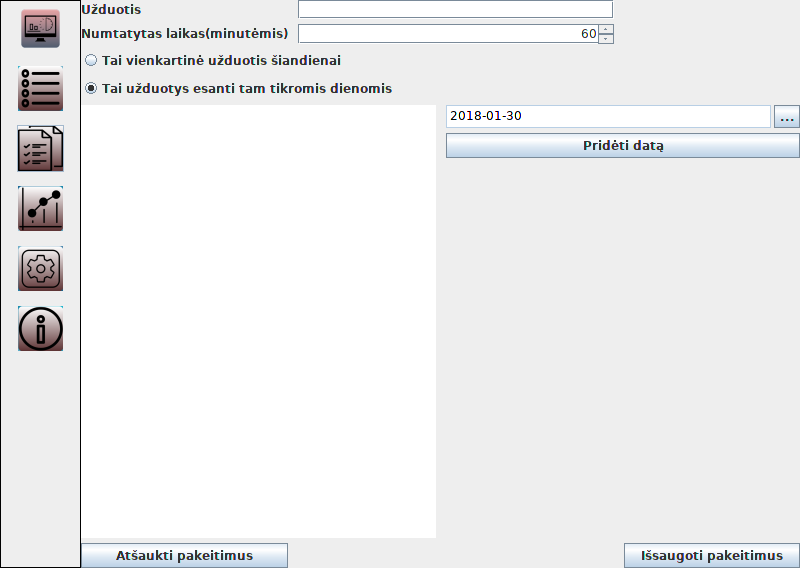 Užduotis
Numtatytas laikas(minutėmis) 60
Tai vienkartinė užduotis šiandienai
Tai užduotys esanti tam tikromis dienomis
2018-01-30 ...
Pridėti datą
Atšaukti pakeitimus Išsaugoti pakeitimus